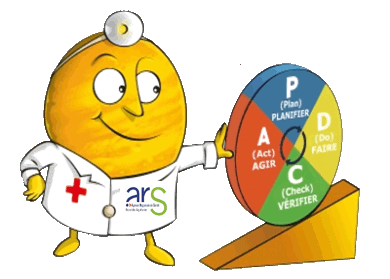 P
(Plan)
PLANIFIER
D
(Do)
FAIRE
C
(Check)
VÉRIFIER
A
(Act)
AGIR
ars